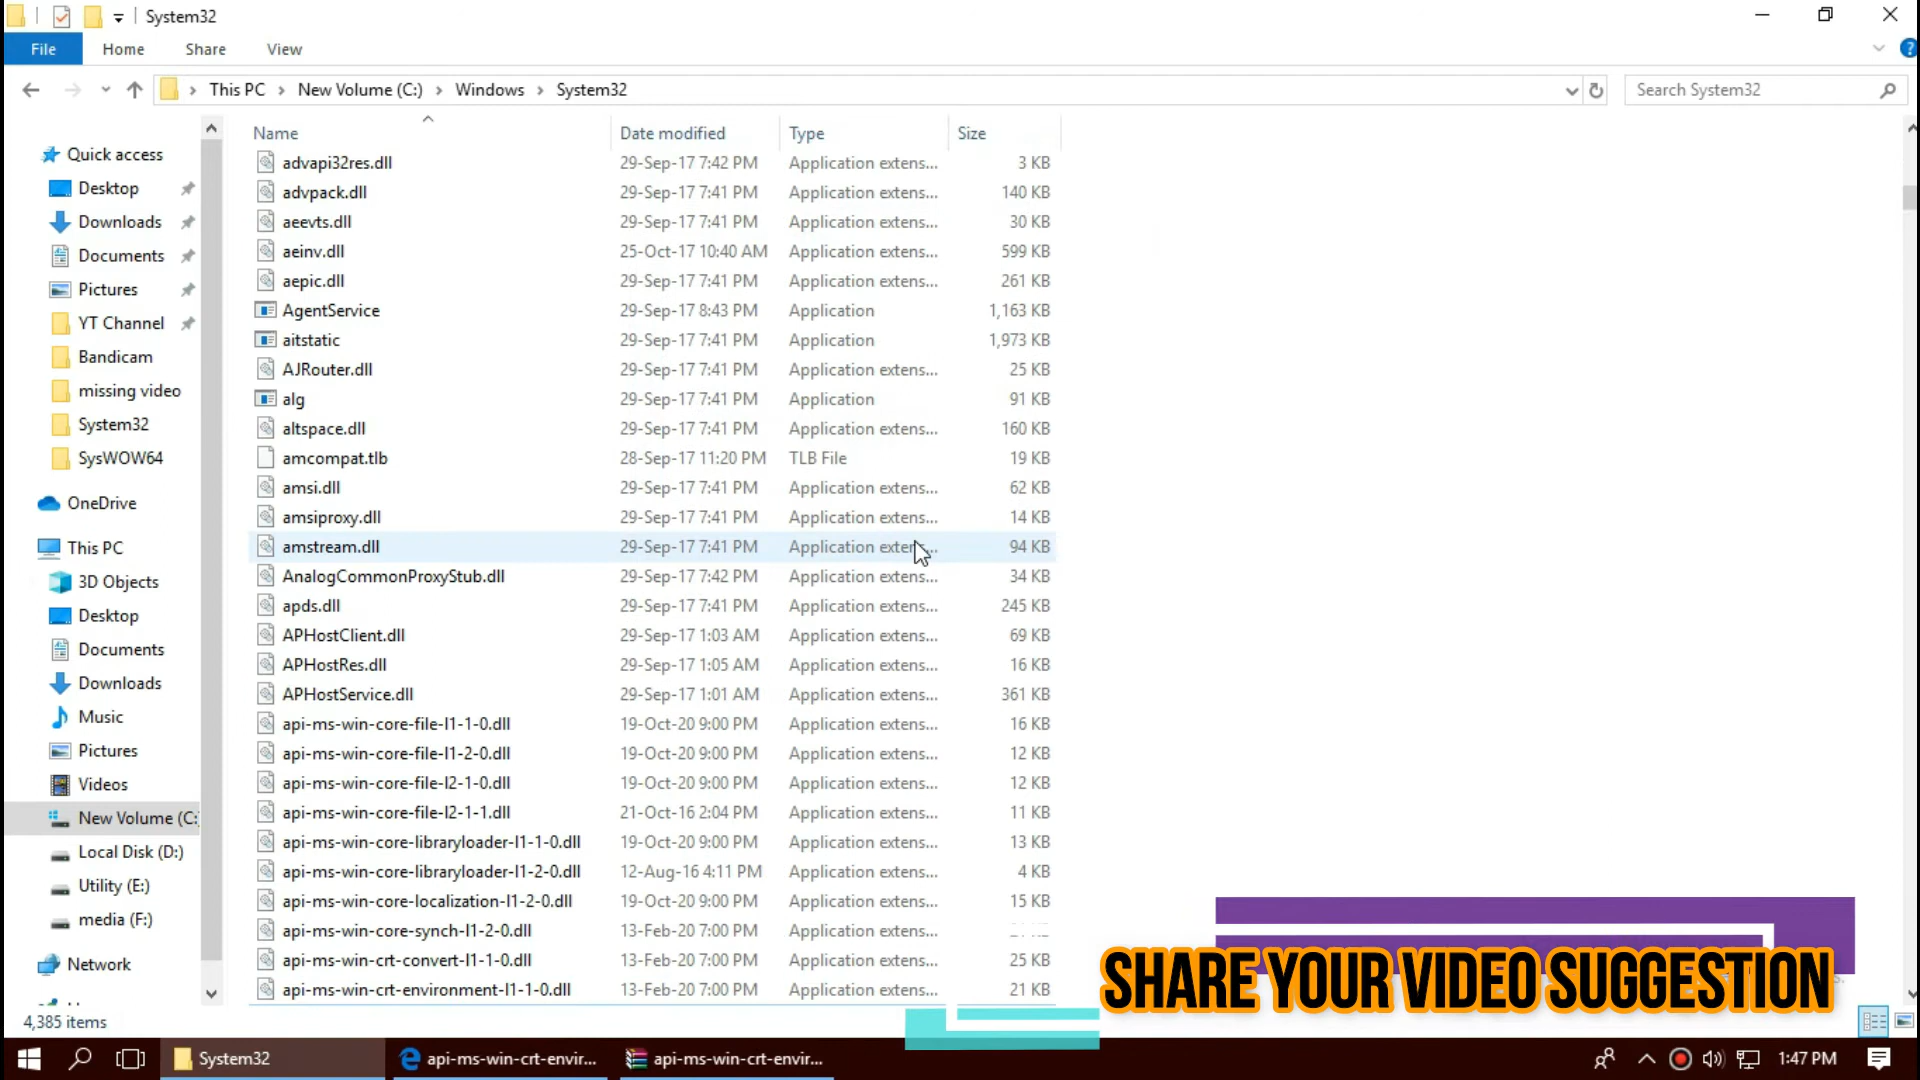 System32
File Home Share View
This PC New Volume (C:) Windows System32 Search System32
Name Date modified Type Size
Quick access
Desktop
Downloads
Documents
Pictures
YT Channel
Bandicam
missing video
System32
SysWOW64
OneDrive
This PC
3D Objects
Desktop
Documents
Downloads
Music
Pictures
Videos
New Volume (C:
Local Disk (D:)
Utility (E:)
media (F:)
Network
advapi32res.dll 29-Sep-17 7:42 PM Application extens... 3 KB
advpack.dll 29-Sep-17 7:41 PM Application extens... 140 KB
aeevts.dll 29-Sep-17 7:41 PM Application extens... 30 KB
aeinv.dll 25-Oct-17 10:40 AM Application extens... 599 KB
aepic.dll 29-Sep-17 7:41 PM Application extens... 261 KB
AgentService 29-Sep-17 8:43 PM Application 1,163 KB
aitstatic 29-Sep-17 7:41 PM Application 1,973 KB
AJRouter.dll 29-Sep-17 7:41 PM Application extens... 25 KB
alg 29-Sep-17 7:41 PM Application 91 KB
altspace.dll 29-Sep-17 7:41 PM Application extens... 160 KB
amcompat.tlb 28-Sep-17 11:20 PM TLB File 19 KB
amsi.dll 29-Sep-17 7:41 PM Application extens... 62 KB
amsiproxy.dll 29-Sep-17 7:41 PM Application extens... 14 KB
amstream.dll 29-Sep-17 7:41 PM Application extens... 94 KB
AnalogCommonProxyStub.dll 29-Sep-17 7:42 PM Application extens... 34 KB
apds.dll 29-Sep-17 7:41 PM Application extens... 245 KB
APHostClient.dll 29-Sep-17 1:03 AM Application extens... 69 KB
APHostRes.dll 29-Sep-17 1:05 AM Application extens... 16 KB
APHostService.dll 29-Sep-17 1:01 AM Application extens... 361 KB
api-ms-win-core-file-l1-1-0.dll 19-Oct-20 9:00 PM Application extens... 16 KB
api-ms-win-core-file-l1-2-0.dll 19-Oct-20 9:00 PM Application extens... 12 KB
api-ms-win-core-file-l2-1-0.dll 19-Oct-20 9:00 PM Application extens... 12 KB
api-ms-win-core-file-l2-1-1.dll 21-Oct-16 2:04 PM Application extens... 11 KB
api-ms-win-core-libraryloader-l1-1-0.dll 19-Oct-20 9:00 PM Application extens... 13 KB
api-ms-win-core-libraryloader-l1-2-0.dll 12-Aug-16 4:11 PM Application extens... 4 KB
api-ms-win-core-localization-l1-2-0.dll 19-Oct-20 9:00 PM Application extens... 15 KB
api-ms-win-core-synch-l1-2-0.dll 13-Feb-20 7:00 PM Application extens...
api-ms-win-crt-convert-l1-1-0.dll 13-Feb-20 7:00 PM Application extens... 25 KB
api-ms-win-crt-environment-l1-1-0.dll 13-Feb-20 7:00 PM Application extens... 21 KB
SHARE YOUR VIDEO SUGGESTION
4,385 items
System32 api-ms-win-crt-envir... api-ms-win-crt-envir... 1:47 PM